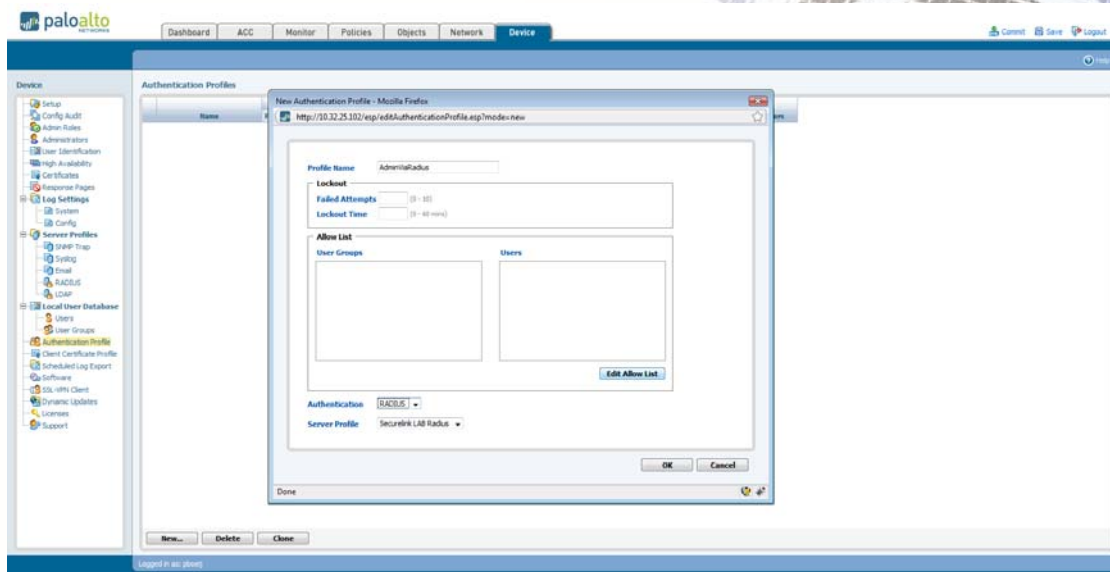 paloalto
NETWORKS
Dashboard ACC Monitor Policies Objects Network Device
Commit Save Logout
Help
Device
Setup
Config Audit
Admin Roles
Administrators
User Identification
High Availability
Certificates
Response Pages
Log Settings
System
Config
Server Profiles
SNMP Trap
Syslog
Email
RADIUS
LDAP
Local User Database
Users
User Groups
Authentication Profile
Client Certificate Profile
Scheduled Log Export
Software
SSL-VPN Client
Dynamic Updates
Licenses
Support
Authentication Profiles
Name
New Authentication Profile - Mozilla Firefox
http://10.32.25.102/esp/editAuthenticationProfile.esp?mode=new
Profile Name AdminViaRadius
Lockout
Failed Attempts (0 - 10)
Lockout Time (0 - 60 mins)
Allow List
User Groups Users
Edit Allow List
Authentication RADIUS
Server Profile Securelink LAB Radius
OK Cancel
Done
New... Delete Clone
Logged in as: